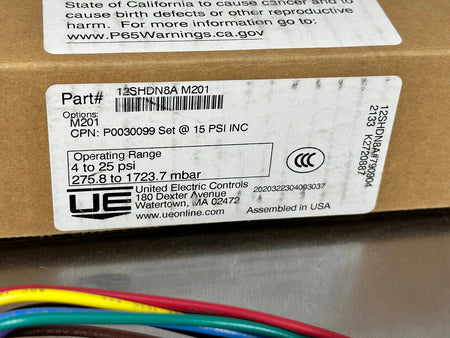 State of California to cause cancer and to
cause birth defects or other reproductive
harm. For more information go to:
www.P65Warnings.ca.gov
Part# 12SHDN8A M201
Options:
M201
CPN: P0030099 Set @ 15 PSI INC
Operating Range
4 to 25 psi
275.8 to 1723.7 mbar
CCC
UE
United Electric Controls
180 Dexter Avenue
Watertown, MA 02472
www.ueonline.com
2020322304093037
Assembled in USA
2133 K2720887